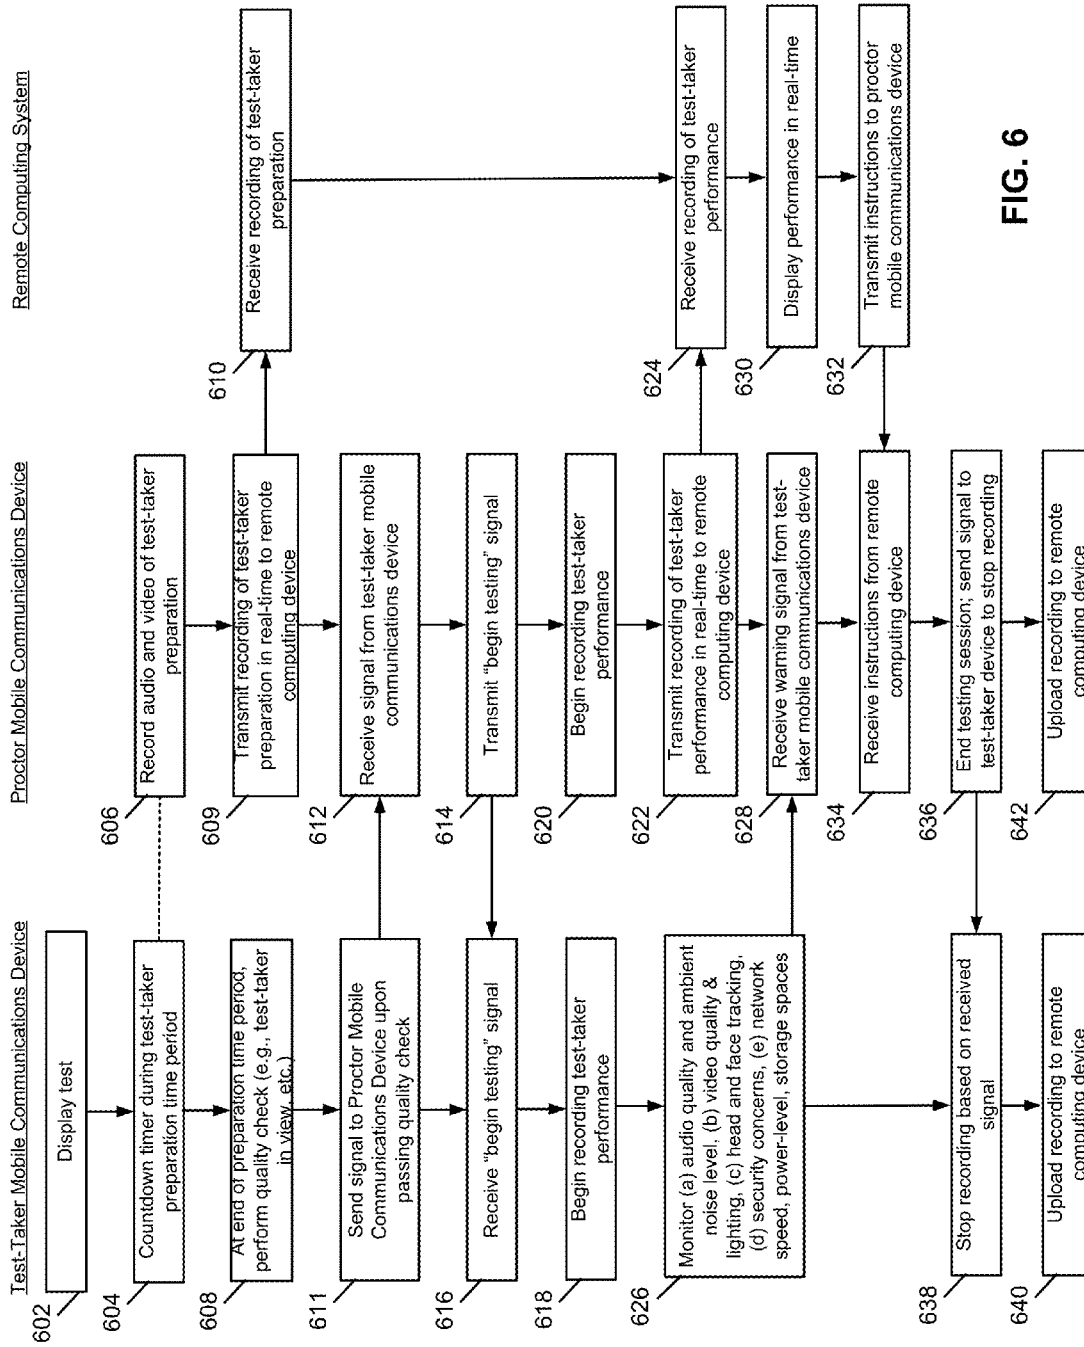 Test-Taker Mobile Communications Device
602
Display test
604
Countdown timer during test-taker
preparation time period
608
At end of preparation time period,
perform quality check (e.g., test-taker
in view, etc.)
611
Send signal to Proctor Mobile
Communications Device upon
passing quality check
616
Receive "begin testing" signal
618
Begin recording test-taker
performance
626
Monitor (a) audio quality and ambient
noise level, (b) video quality &
lighting, (c) head and face tracking,
(d) security concerns, (e) network
speed, power-level, storage spaces
638
Stop recording based on received
signal
640
Upload recording to remote
computing device
Proctor Mobile Communications Device
606
Record audio and video of test-taker
preparation
609
Transmit recording of test-taker
preparation in real-time to remote
computing device
612
Receive signal from test-taker mobile
communications device
614
Transmit “begin testing” signal
620
Begin recording test-taker
performance
622
Transmit recording of test-taker
performance in real-time to remote
computing device
628
Receive warning signal from test-
taker mobile communications device
634
Receive instructions from remote
computing device
636
End testing session; send signal to
test-taker device to stop recording
642
Upload recording to remote
computing device
Remote Computing System
610
Receive recording of test-taker
preparation
624
Receive recording of test-taker
performance
630
Display performance in real-time
632
Transmit instructions to proctor
mobile communications device
FIG. 6